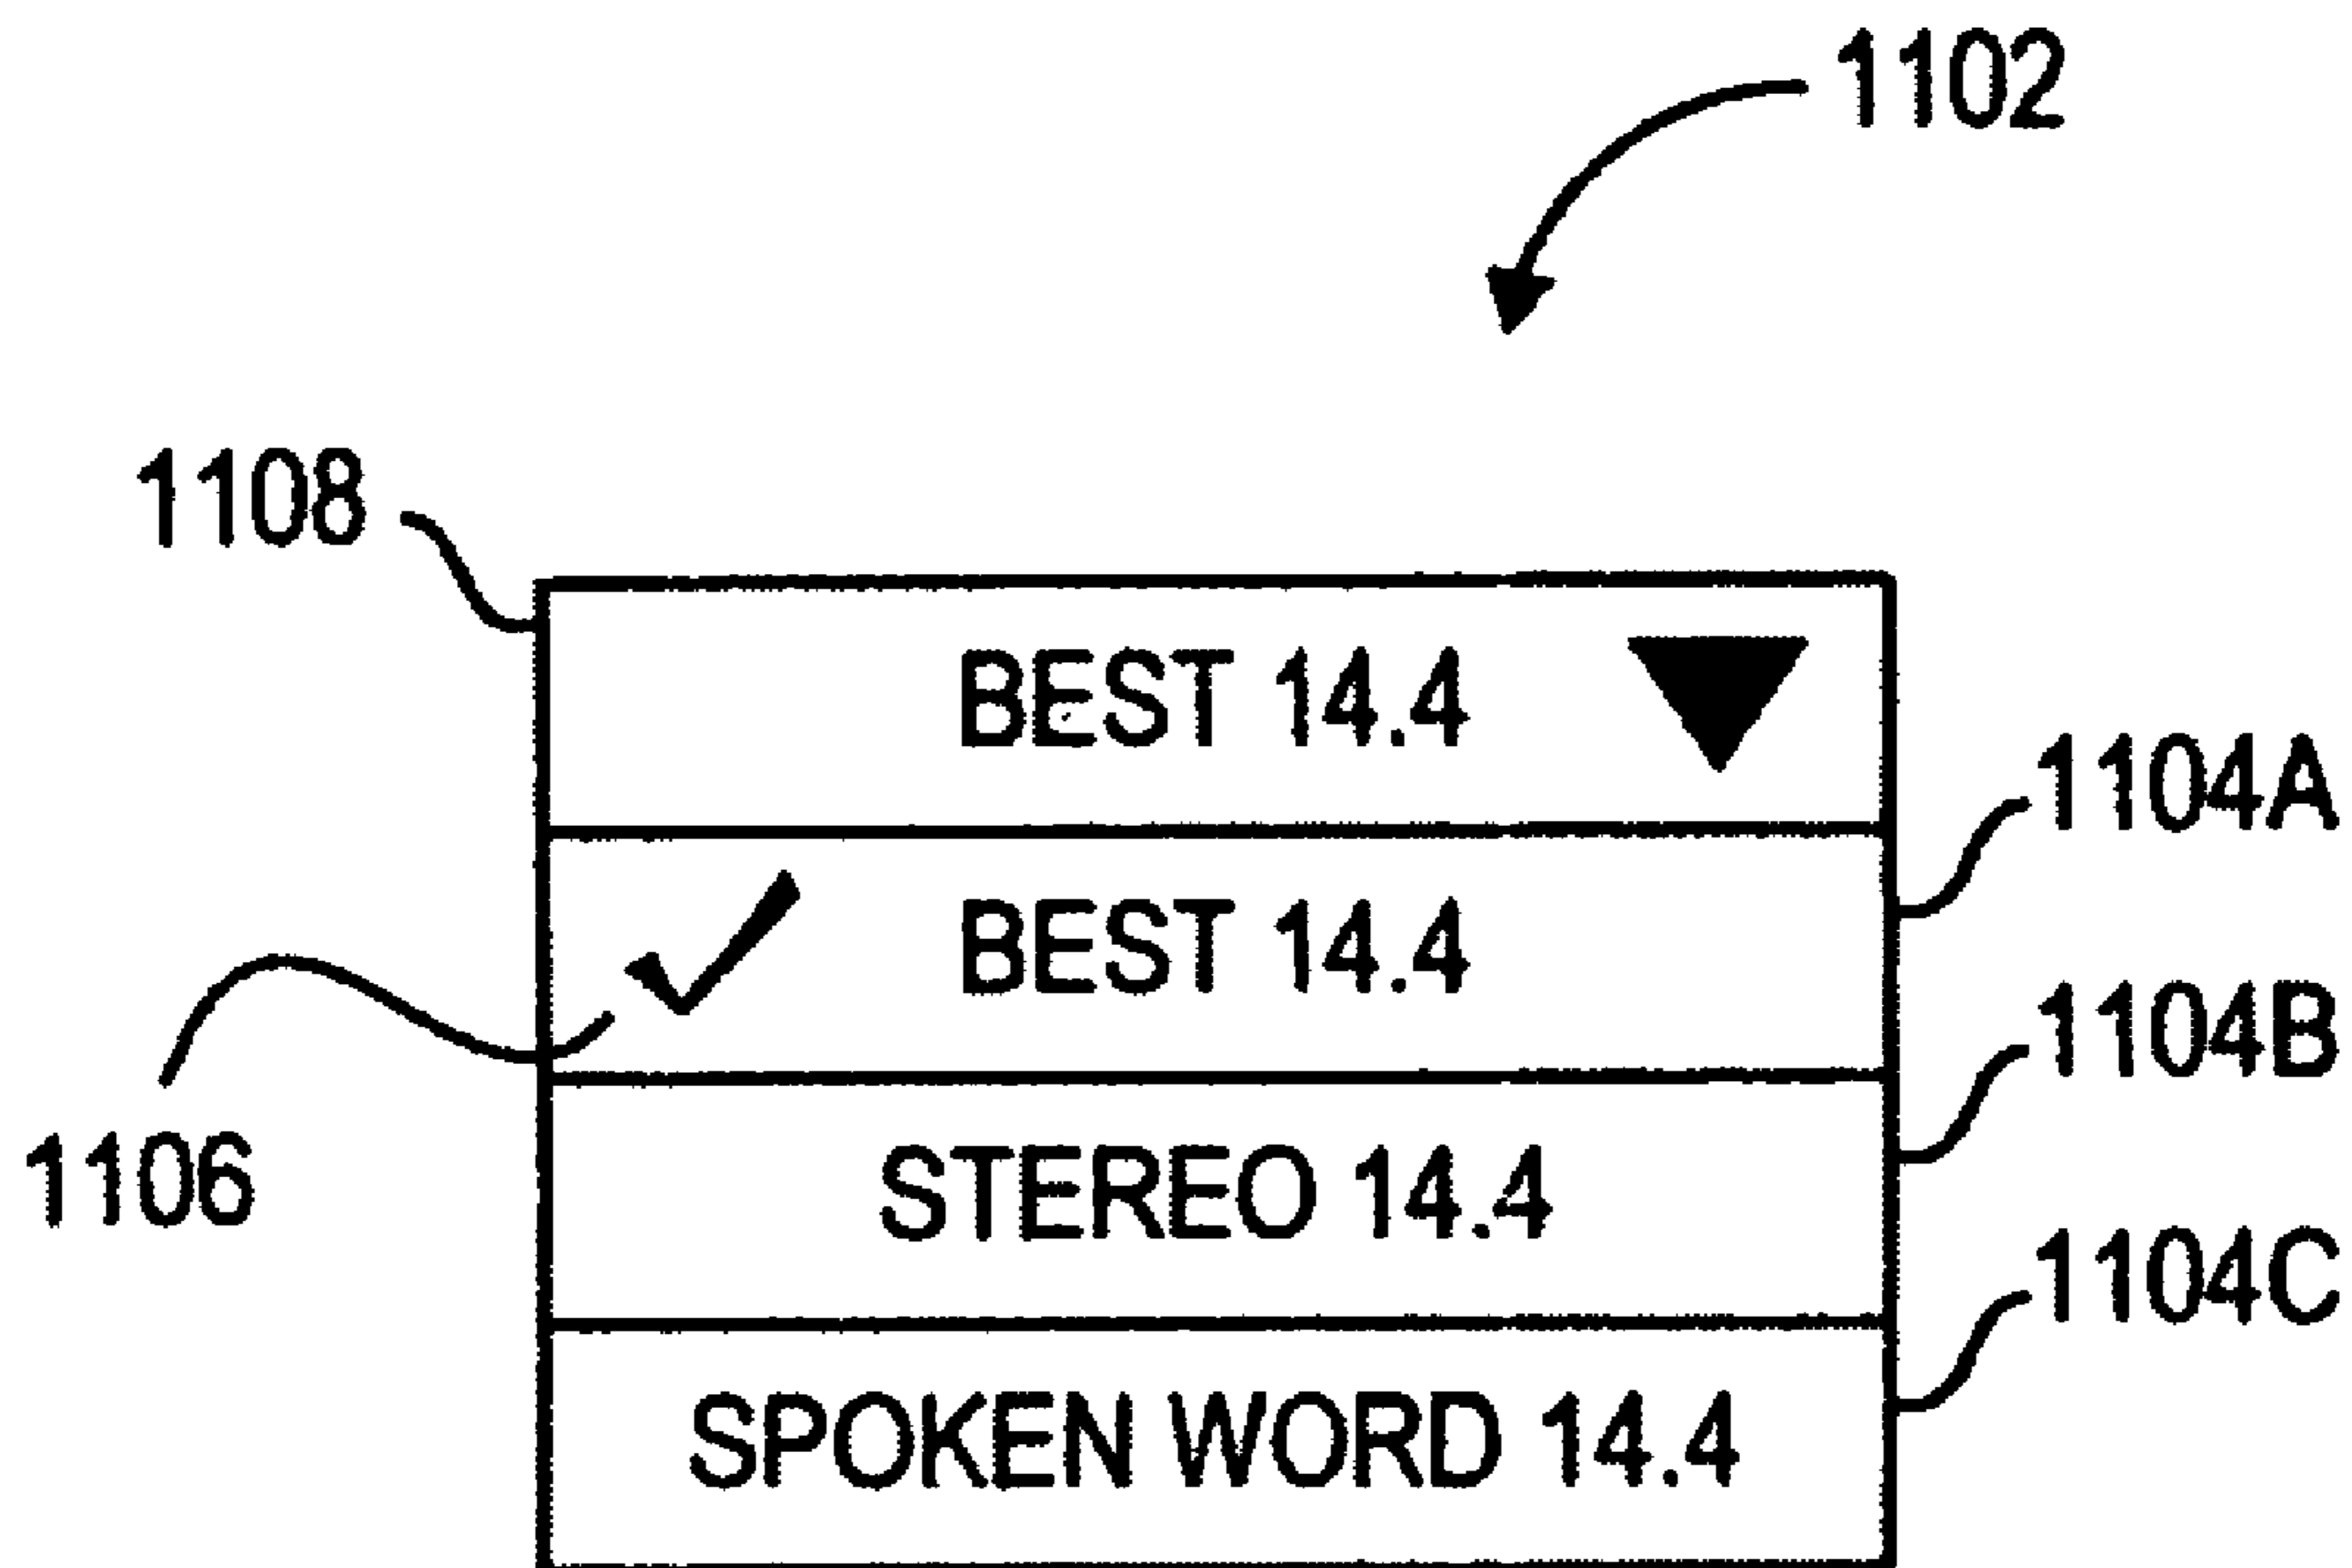 1102
1108
BEST 14.4
1104A
BEST 14.4
1104B
1106
STEREO 14.4
1104C
SPOKEN WORD 14.4